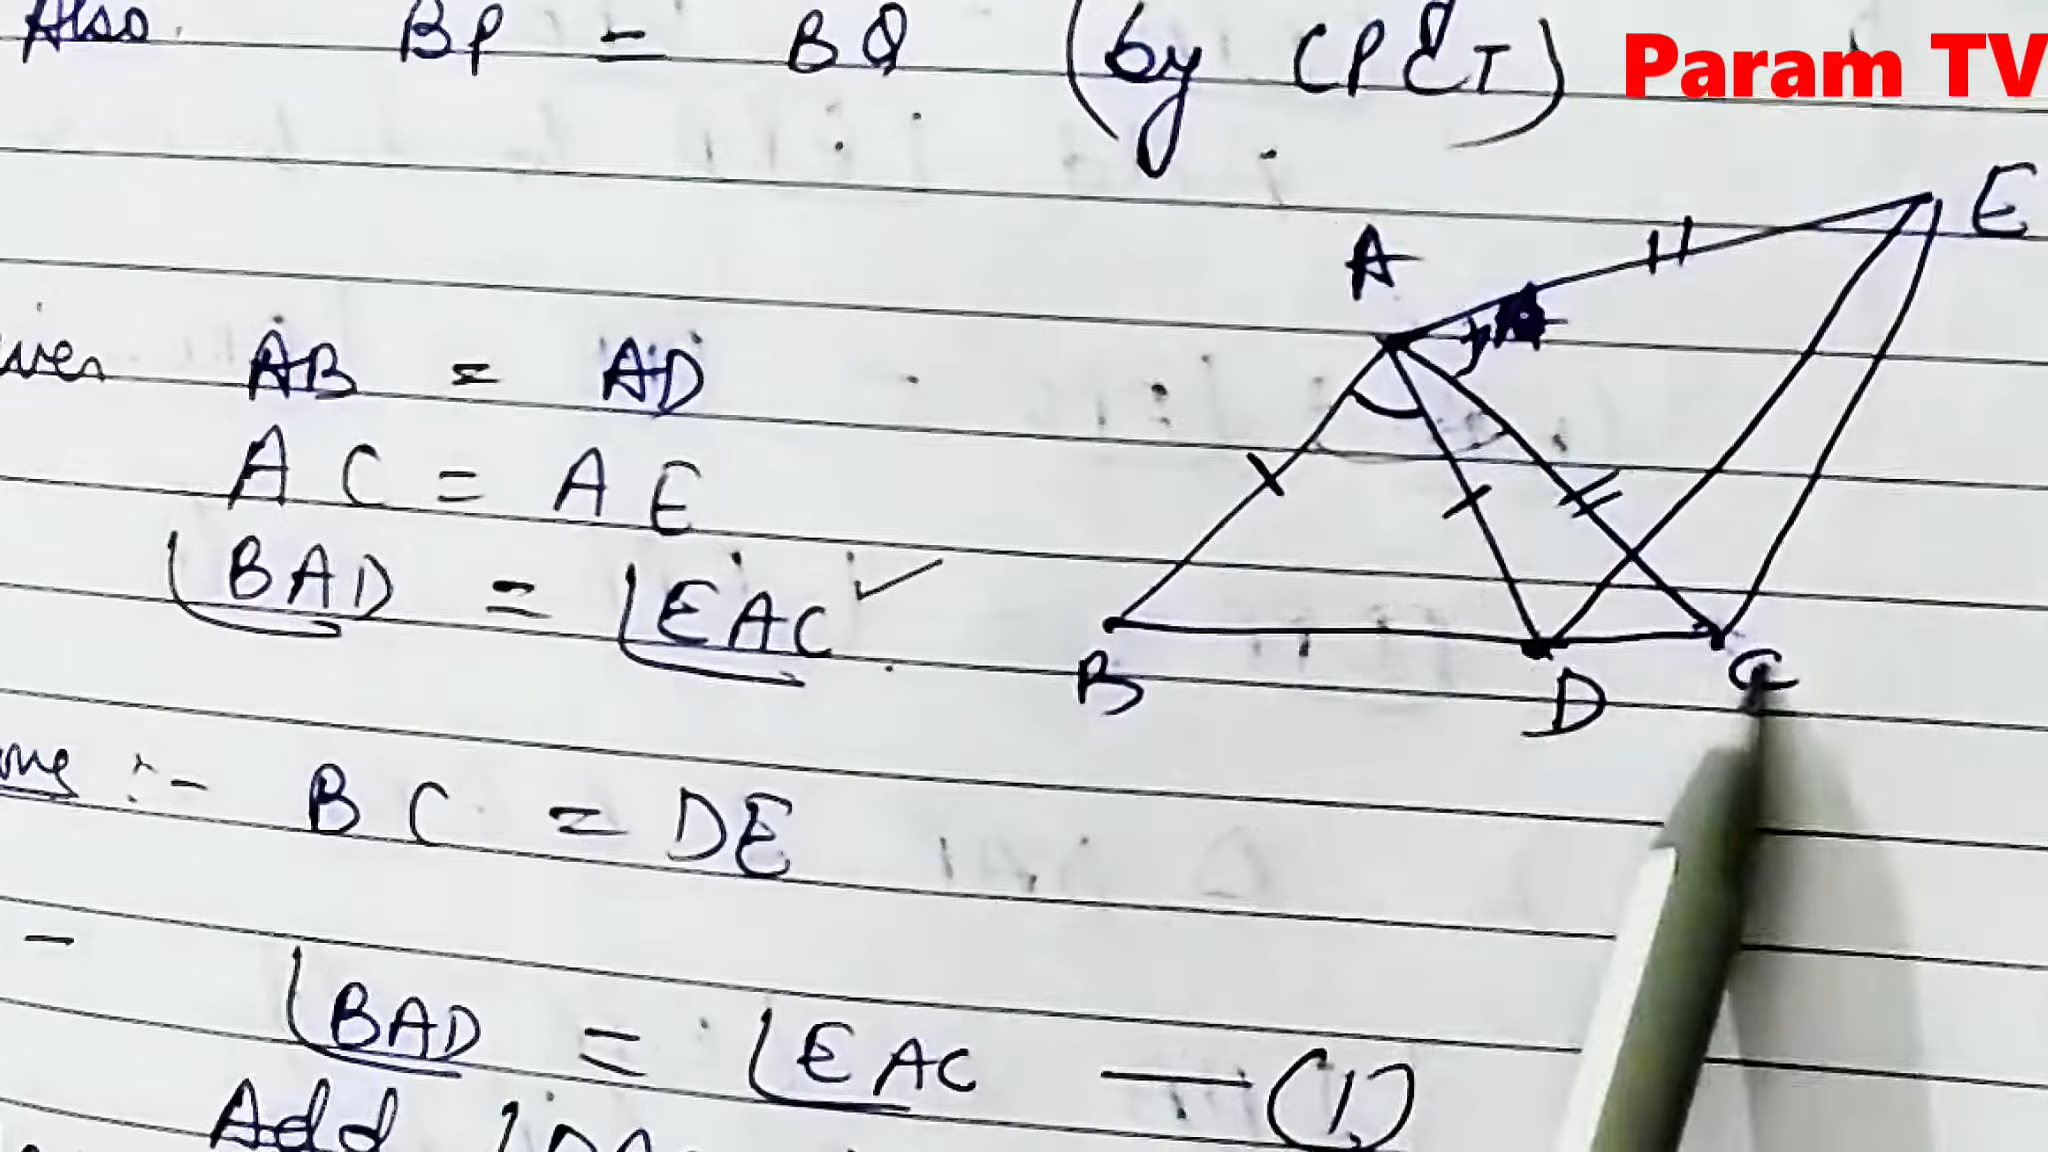 Also. BP = BQ (by CPCT)
Param TV
E
A
AB = AD
AC = AE
∠BAD = ∠EAC ✓
B
D
C
:- BC = DE
- ∠BAD = ∠EAC — (1)
Add